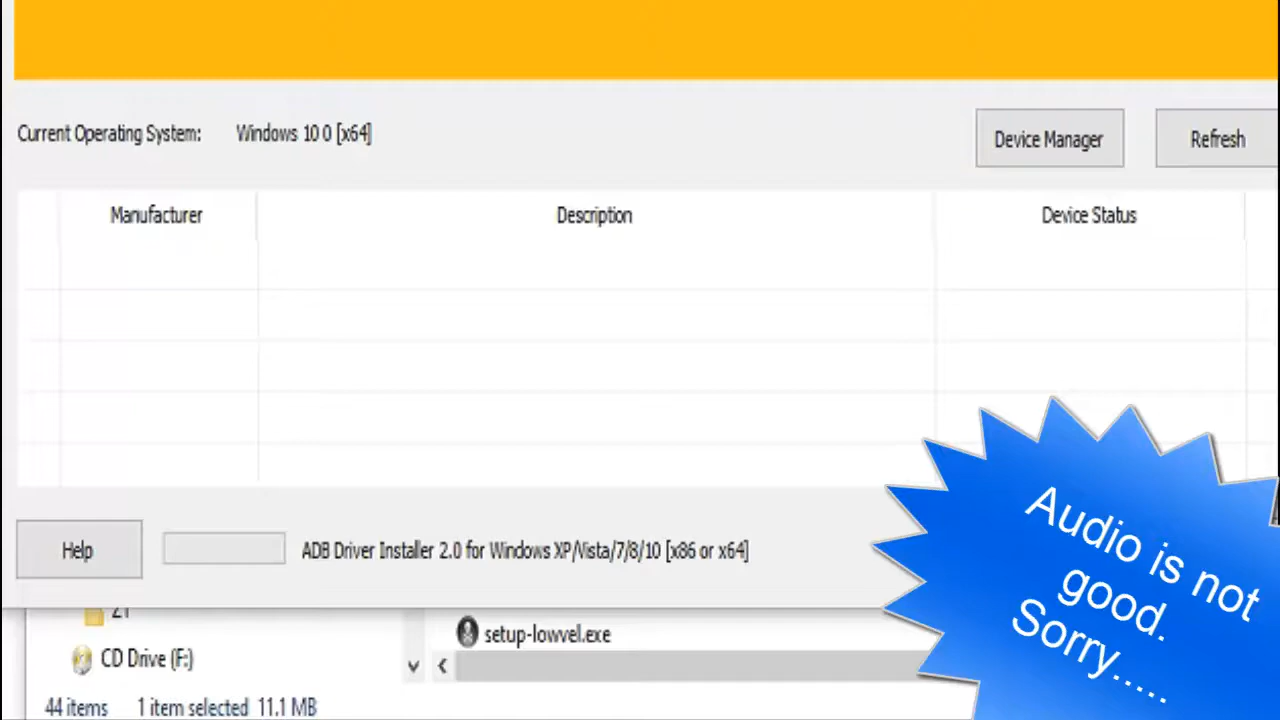 Current Operating System: Windows 10 0 [x64]
Device Manager
Refresh
Manufacturer
Description
Device Status
Help
ADB Driver Installer 2.0 for Windows XP/Vista/7/8/10 [x86 or x64]
Audio is not
good.
Sorry.....
setup-lowvel.exe
CD Drive (F:)
44 items 1 item selected 11.1 MB